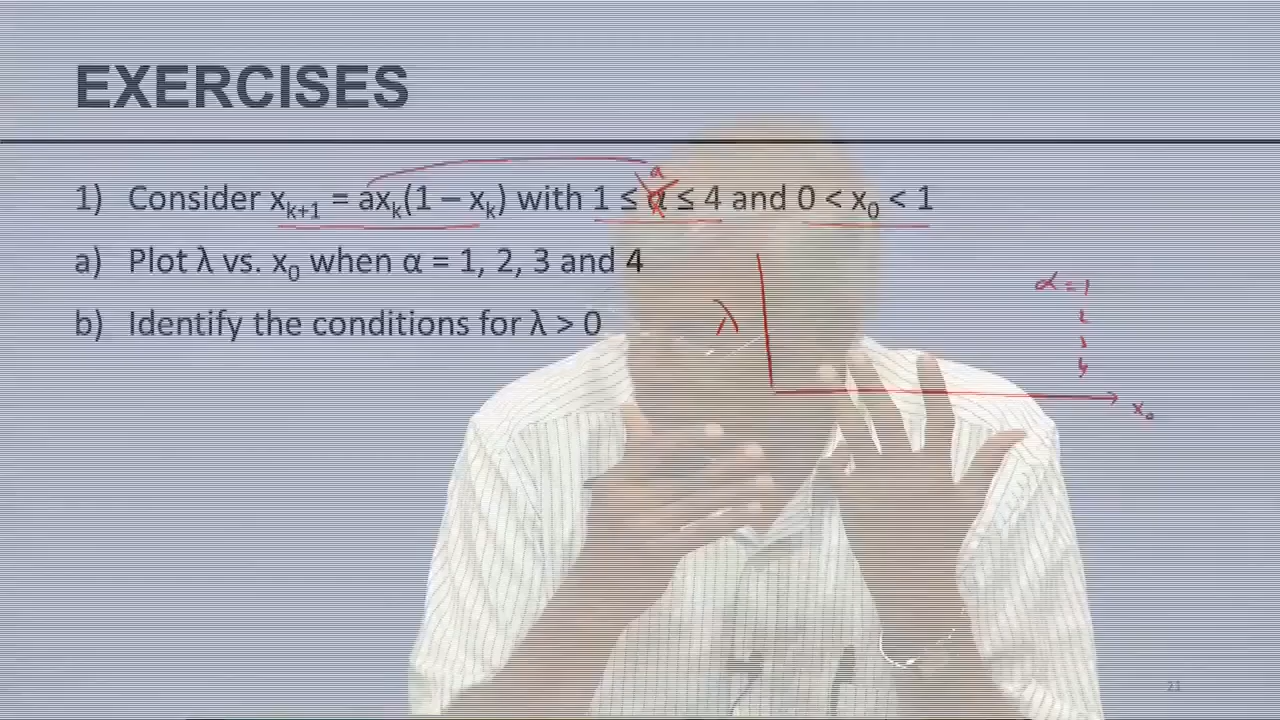 EXERCISES
a
1) Consider xₖ₊₁ = axₖ(1 – xₖ) with 1 ≤ α ≤ 4 and 0 < x₀ < 1
a) Plot λ vs. x₀ when α = 1, 2, 3 and 4
b) Identify the conditions for λ > 0
λ
α = 1
2
3
4
x₀
23